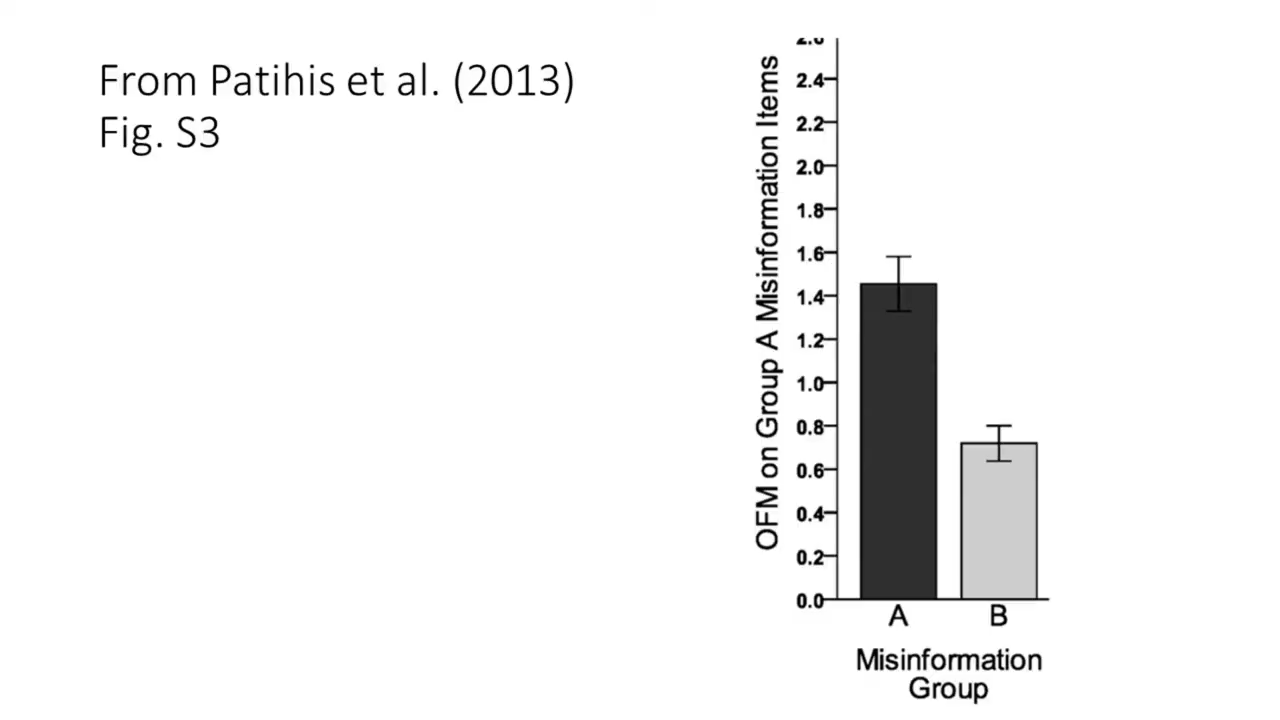 From Patihis et al. (2013)
Fig. S3
OFM on Group A Misinformation Items
2.6
2.4
2.2
2.0
1.8
1.6
1.4
1.2
1.0
0.8
0.6
0.4
0.2
0.0
A B
Misinformation
Group